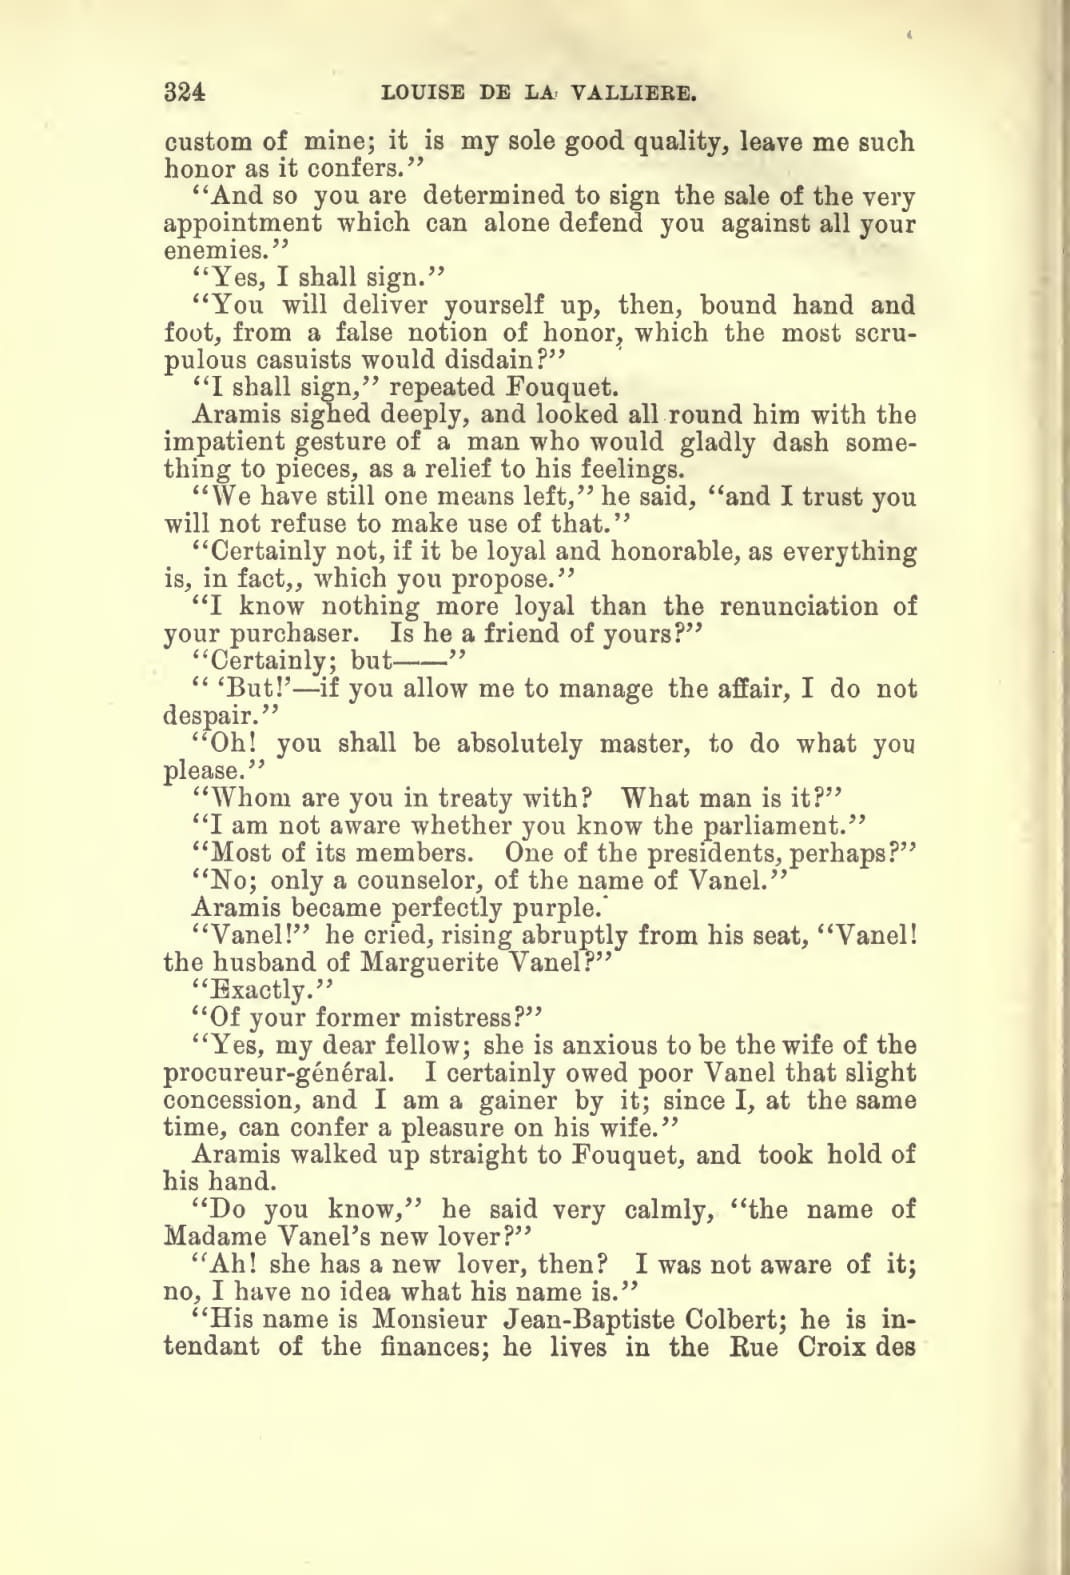 324 LOUISE DE LA VALLIERE.
custom of mine; it is my sole good quality, leave me such
honor as it confers."
"And so you are determined to sign the sale of the very
appointment which can alone defend you against all your
enemies."
"Yes, I shall sign."
"You will deliver yourself up, then, bound hand and
foot, from a false notion of honor, which the most scru-
pulous casuists would disdain?"
"I shall sign," repeated Fouquet.
Aramis sighed deeply, and looked all round him with the
impatient gesture of a man who would gladly dash some-
thing to pieces, as a relief to his feelings.
"We have still one means left," he said, "and I trust you
will not refuse to make use of that."
"Certainly not, if it be loyal and honorable, as everything
is, in fact,, which you propose."
"I know nothing more loyal than the renunciation of
your purchaser. Is he a friend of yours?"
"Certainly; but——"
" 'But!'—if you allow me to manage the affair, I do not
despair."
"Oh! you shall be absolutely master, to do what you
please."
"Whom are you in treaty with? What man is it?"
"I am not aware whether you know the parliament."
"Most of its members. One of the presidents, perhaps?"
"No; only a counselor, of the name of Vanel."
Aramis became perfectly purple.
"Vanel!" he cried, rising abruptly from his seat, "Vanel!
the husband of Marguerite Vanel?"
"Exactly."
"Of your former mistress?"
"Yes, my dear fellow; she is anxious to be the wife of the
procureur-général. I certainly owed poor Vanel that slight
concession, and I am a gainer by it; since I, at the same
time, can confer a pleasure on his wife."
Aramis walked up straight to Fouquet, and took hold of
his hand.
"Do you know," he said very calmly, "the name of
Madame Vanel's new lover?"
"Ah! she has a new lover, then? I was not aware of it;
no, I have no idea what his name is."
"His name is Monsieur Jean-Baptiste Colbert; he is in-
tendant of the finances; he lives in the Rue Croix des